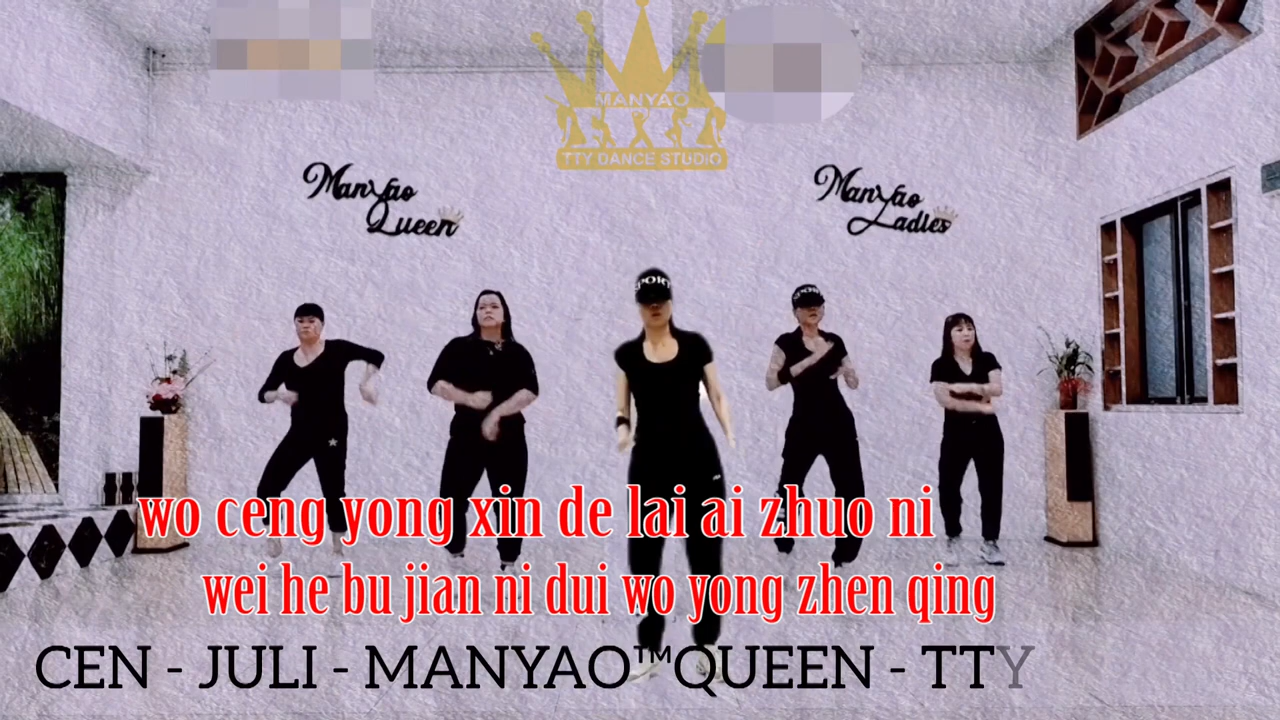 MANYAO
TTY DANCE STUDIO
ManYao
Queen
ManYao
Ladies
SPORT
wo ceng yong xin de lai ai zhuo ni
wei he bu jian ni dui wo yong zhen qing
CEN - JULI - MANYAO™QUEEN - TTY